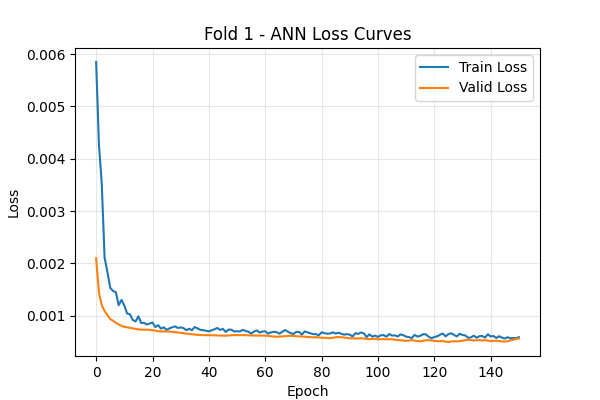 Fold 1 - ANN Loss Curves
Train Loss
Valid Loss
0.006
0.005
0.004
0.003
0.002
0.001
Loss
0 20 40 60 80 100 120 140
Epoch